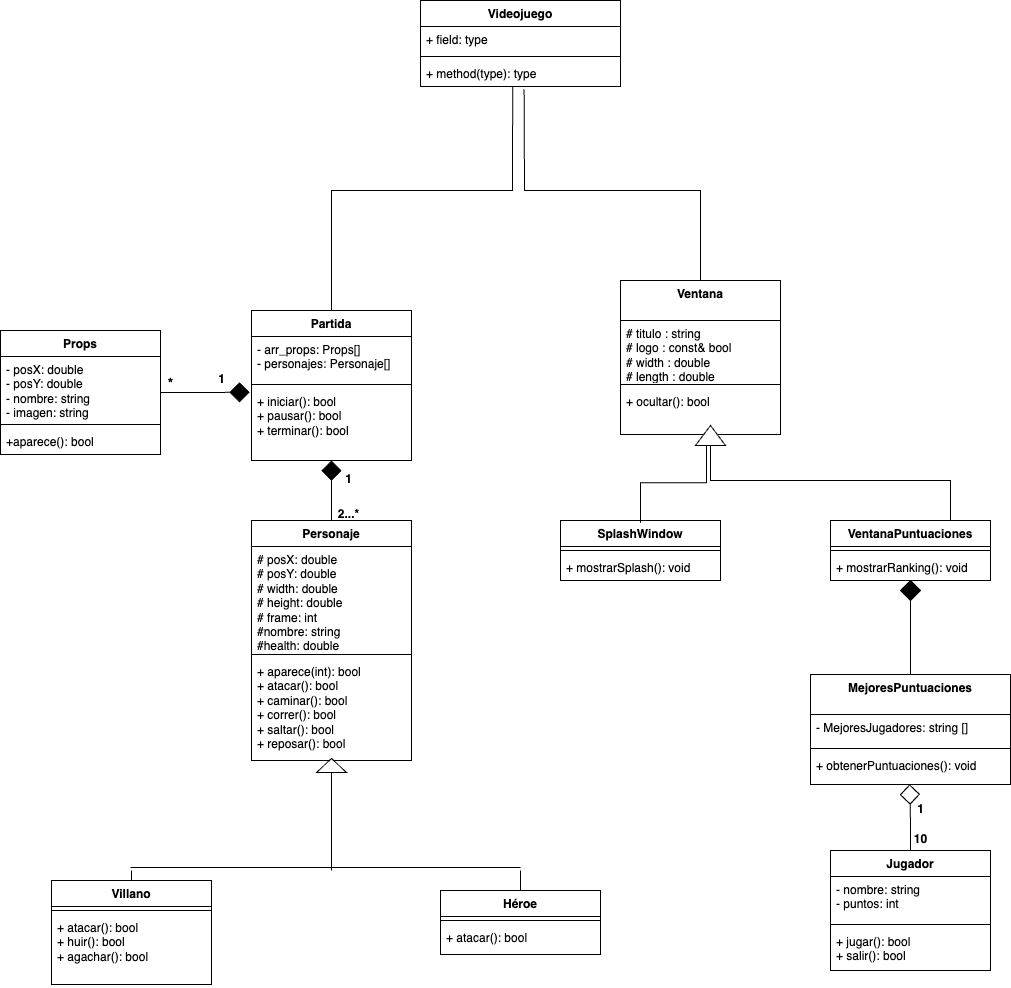 Videojuego
+ field: type
+ method(type): type
Partida
- arr_props: Props[]
- personajes: Personaje[]
+ iniciar(): bool
+ pausar(): bool
+ terminar(): bool
Ventana
# titulo : string
# logo : const& bool
# width : double
# length : double
+ ocultar(): bool
Props
- posX: double
- posY: double
- nombre: string
- imagen: string
+aparece(): bool
*
1
1
2...*
Personaje
# posX: double
# posY: double
# width: double
# height: double
# frame: int
#nombre: string
#health: double
+ aparece(int): bool
+ atacar(): bool
+ caminar(): bool
+ correr(): bool
+ saltar(): bool
+ reposar(): bool
SplashWindow
+ mostrarSplash(): void
VentanaPuntuaciones
+ mostrarRanking(): void
MejoresPuntuaciones
- MejoresJugadores: string []
+ obtenerPuntuaciones(): void
1
10
Jugador
- nombre: string
- puntos: int
+ jugar(): bool
+ salir(): bool
Villano
+ atacar(): bool
+ huir(): bool
+ agachar(): bool
Héroe
+ atacar(): bool